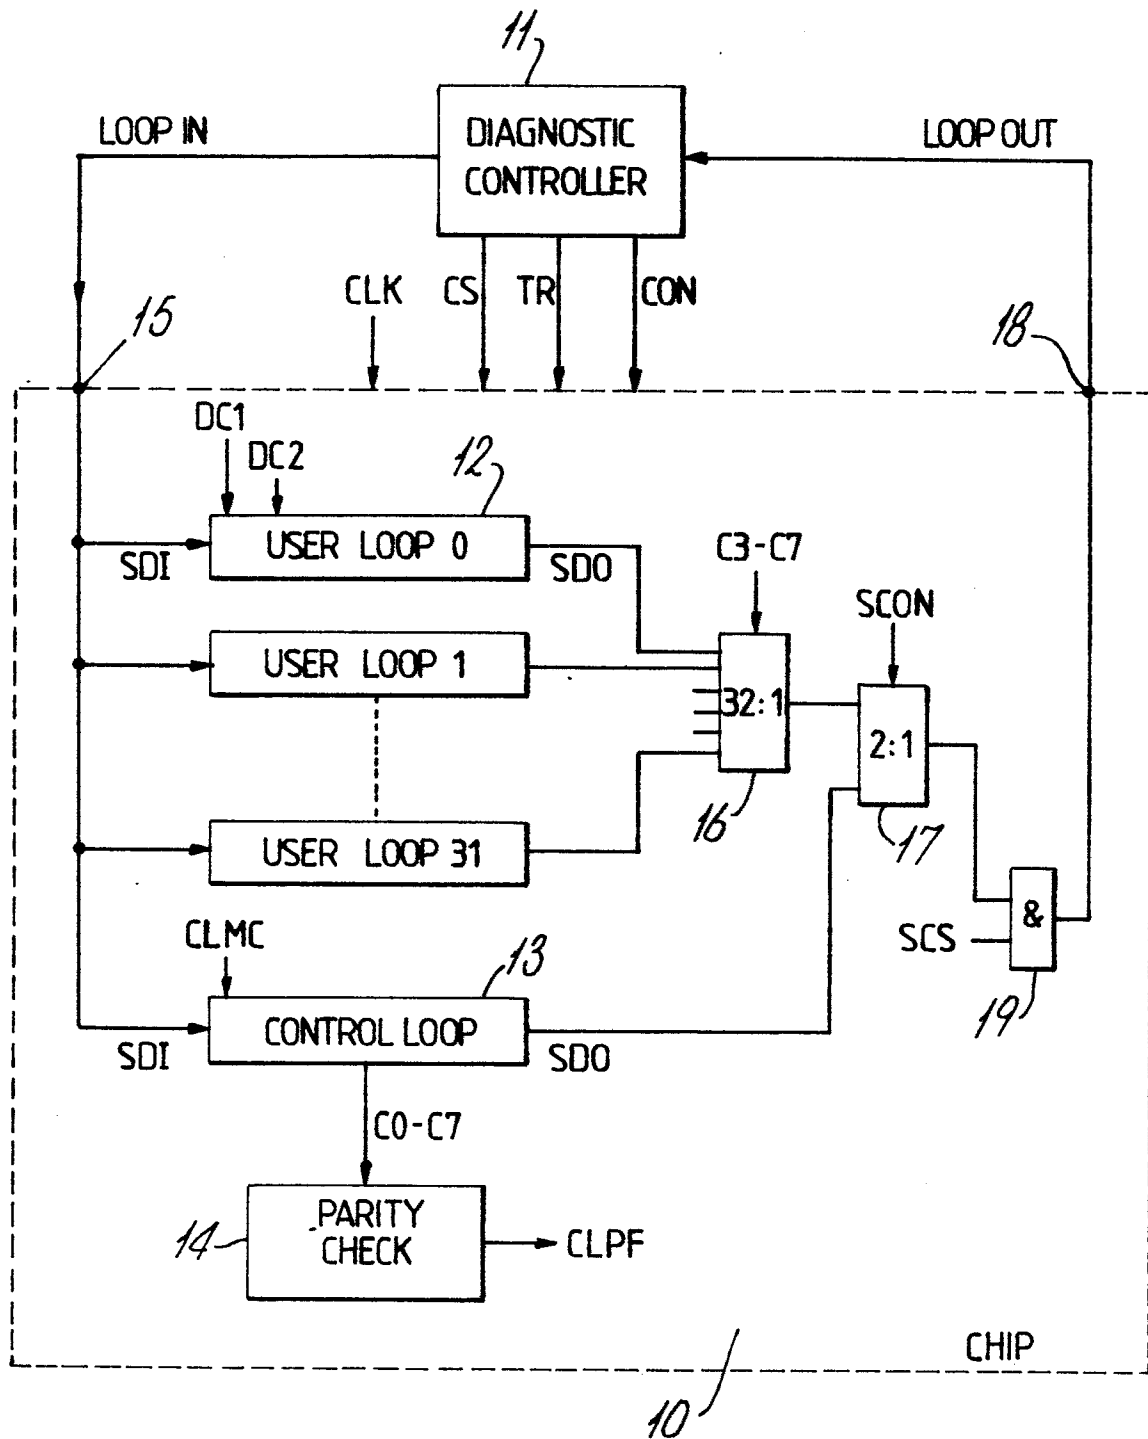 11
LOOP IN
DIAGNOSTIC
CONTROLLER
LOOP OUT
CLK
CS
TR
CON
15
18
DC1
DC2
12
SDI
USER LOOP 0
SDO
C3-C7
SCON
USER LOOP 1
32:1
2:1
16
17
USER LOOP 31
&
SCS
19
CLMC
13
SDI
CONTROL LOOP
SDO
C0-C7
14
PARITY
CHECK
CLPF
CHIP
10